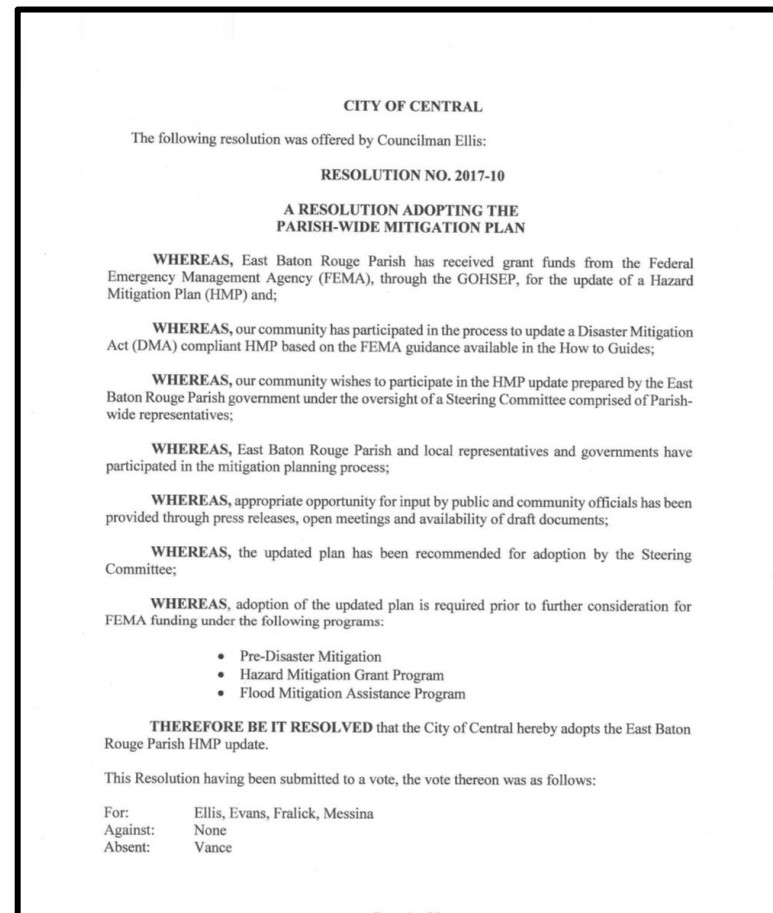 CITY OF CENTRAL
The following resolution was offered by Councilman Ellis:
RESOLUTION NO. 2017-10
A RESOLUTION ADOPTING THE
PARISH-WIDE MITIGATION PLAN
WHEREAS, East Baton Rouge Parish has received grant funds from the Federal
Emergency Management Agency (FEMA), through the GOHSEP, for the update of a Hazard
Mitigation Plan (HMP) and;
WHEREAS, our community has participated in the process to update a Disaster Mitigation
Act (DMA) compliant HMP based on the FEMA guidance available in the How to Guides;
WHEREAS, our community wishes to participate in the HMP update prepared by the East
Baton Rouge Parish government under the oversight of a Steering Committee comprised of Parish-
wide representatives;
WHEREAS, East Baton Rouge Parish and local representatives and governments have
participated in the mitigation planning process;
WHEREAS, appropriate opportunity for input by public and community officials has been
provided through press releases, open meetings and availability of draft documents;
WHEREAS, the updated plan has been recommended for adoption by the Steering
Committee;
WHEREAS, adoption of the updated plan is required prior to further consideration for
FEMA funding under the following programs:
• Pre-Disaster Mitigation
• Hazard Mitigation Grant Program
• Flood Mitigation Assistance Program
THEREFORE BE IT RESOLVED that the City of Central hereby adopts the East Baton
Rouge Parish HMP update.
This Resolution having been submitted to a vote, the vote thereon was as follows:
For: Ellis, Evans, Fralick, Messina
Against: None
Absent: Vance